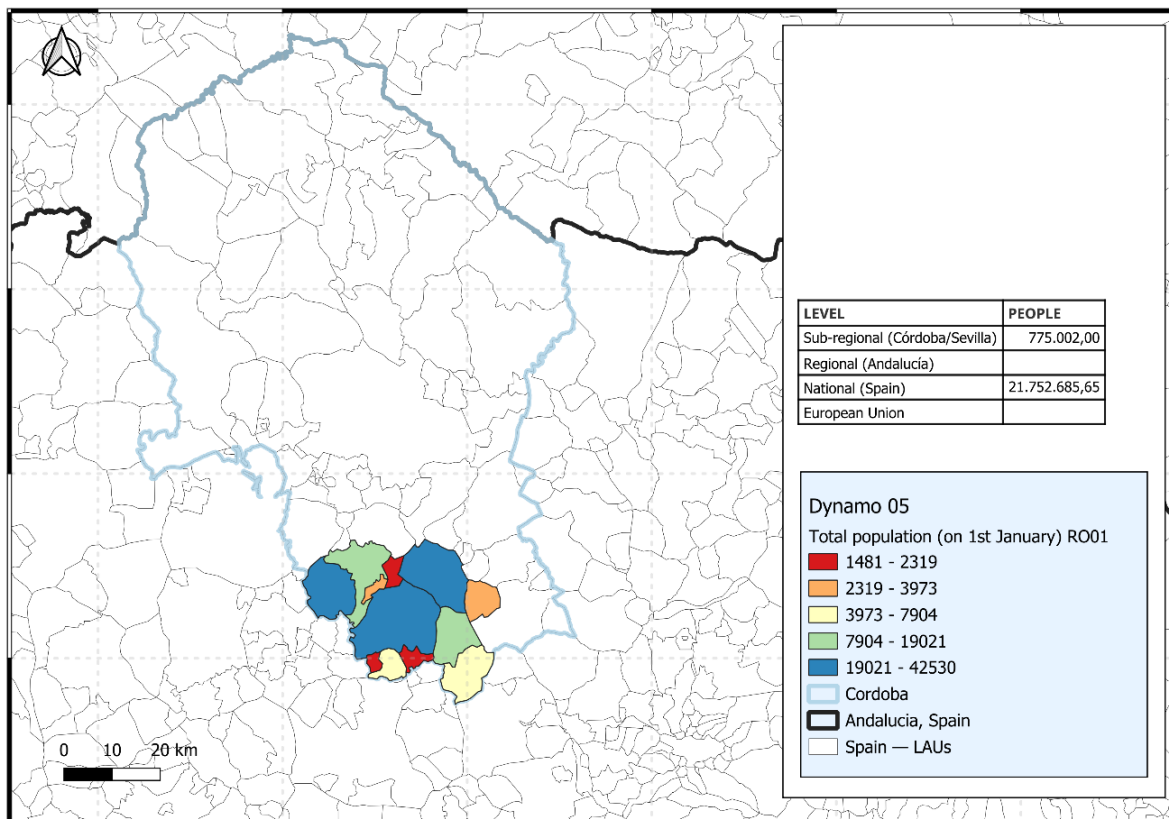 LEVEL PEOPLE
Sub-regional (Córdoba/Sevilla) 775.002,00
Regional (Andalucía)
National (Spain) 21.752.685,65
European Union
Dynamo 05
Total population (on 1st January) RO01
1481 - 2319
2319 - 3973
3973 - 7904
7904 - 19021
19021 - 42530
Cordoba
Andalucia, Spain
Spain — LAUs
0 10 20 km